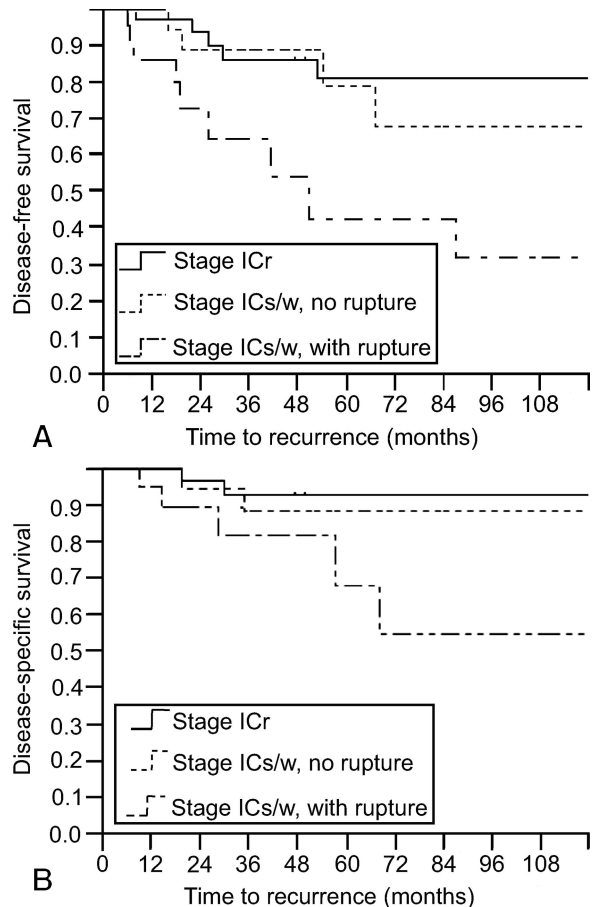 Disease-free survival
0.9
0.8
0.7
0.6
0.5
0.4
0.3
0.2
0.1
0.0
Stage ICr
Stage ICs/w, no rupture
Stage ICs/w, with rupture
0 12 24 36 48 60 72 84 96 108
Time to recurrence (months)
A
Disease-specific survival
0.9
0.8
0.7
0.6
0.5
0.4
0.3
0.2
0.1
0.0
Stage ICr
Stage ICs/w, no rupture
Stage ICs/w, with rupture
0 12 24 36 48 60 72 84 96 108
Time to recurrence (months)
B